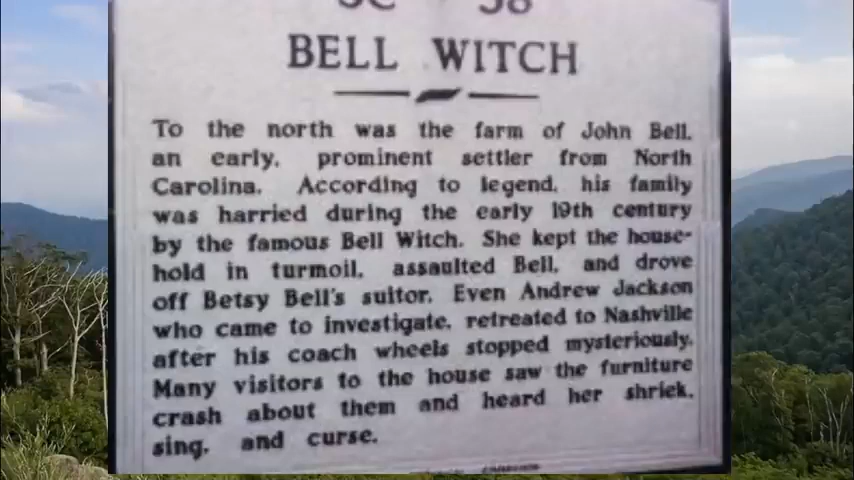 BELL WITCH
To the north was the farm of John Bell,
an early, prominent settler from North
Carolina. According to legend, his family
was harried during the early 19th century
by the famous Bell Witch. She kept the house-
hold in turmoil, assaulted Bell, and drove
off Betsy Bell's suitor. Even Andrew Jackson
who came to investigate, retreated to Nashville
after his coach wheels stopped mysteriously.
Many visitors to the house saw the furniture
crash about them and heard her shriek,
sing, and curse.